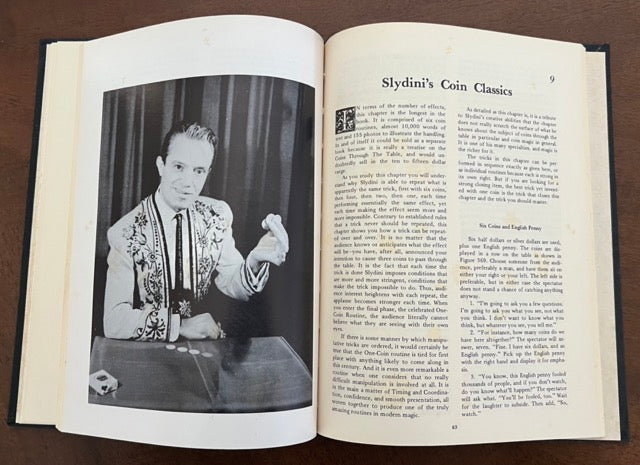 9
Slydini's Coin Classics
IN terms of the number of effects,
this chapter is the longest in the
book. It is comprised of six coin
routines, almost 10,000 words of
text and 155 photos to illustrate the handling.
In and of itself it could be sold as a separate
book because it is really a treatise on the
Coins Through The Table, and would un-
doubtedly sell in the ten to fifteen dollar
range.
As you study this chapter you will under-
stand why Slydini is able to repeat what is
apparently the same trick, first with six coins,
then four, then two, then one, each time
performing essentially the same effect, yet
each time making the effect seem more and
more impossible. Contrary to established rules
that a trick never should be repeated, this
chapter shows you how a trick can be repeat-
ed over and over. It is no matter that the
audience knows or anticipates what the effect
will be—you have, after all, announced your
intention to cause three coins to pass through
the table. It is the fact that each time the
trick is done Slydini imposes conditions that
are more and more stringent, conditions that
make the trick impossible to do. Thus, aud-
ience interest heightens with each repeat, the
applause becomes stronger each time. When
you enter the final phase, the celebrated One-
Coin Routine, the audience literally cannot
believe what they are seeing with their own
eyes.
If there is some manner by which manipu-
lative tricks are ordered, it would certainly be
true that the One-Coin routine is tied for first
place with anything likely to come along in
this century. And it is even more remarkable a
routine when one considers that no really
difficult manipulation is involved at all. It is
in the main a matter of Timing and Coordina-
tion, confidence, and smooth presentation, all
woven together to produce one of the truly
amazing routines in modern magic.
As detailed as this chapter is, it is a tribute
to Slydini's creative abilities that the chapter
does not really scratch the surface of what he
knows about the subject of coins through the
table in particular and coin magic in general.
It is one of his many specialties, and magic is
the richer for it.
The tricks in this chapter can be per-
formed in sequence exactly as given here, or
as individual routines because each is strong in
its own right. But if you are looking for a
strong closing item, the best trick yet invent-
ed with one coin is the trick that closes this
chapter and the trick you should master.
Six Coins and English Penny
Six half dollars or silver dollars are used,
plus one English penny. The coins are dis-
played in a row on the table as shown in
Figure 508. Choose someone from the audi-
ence, preferably a man, and have him sit on
either your right or your left. The left side is
preferable, but in either case the spectator
does not stand a chance of catching anything
anyway.
1. "I'm going to ask you a few questions.
I'm going to ask you what you see, not what
you think. I don't want to know what you
think, but whatever you see, you tell me."
2. "For instance, how many coins do we
have here altogether?" The spectator will an-
swer, seven. "Fine. I have six dollars, and an
English penny." Pick up the English penny
with the right hand and display it for empha-
sis.
3. "You know, this English penny fooled
thousands of people, and if you don't watch,
do you know what'll happen?" The spectator
will ask what. "You'll be fooled, too." Wait
for the laughter to subside. Then add, "So,
watch."
63